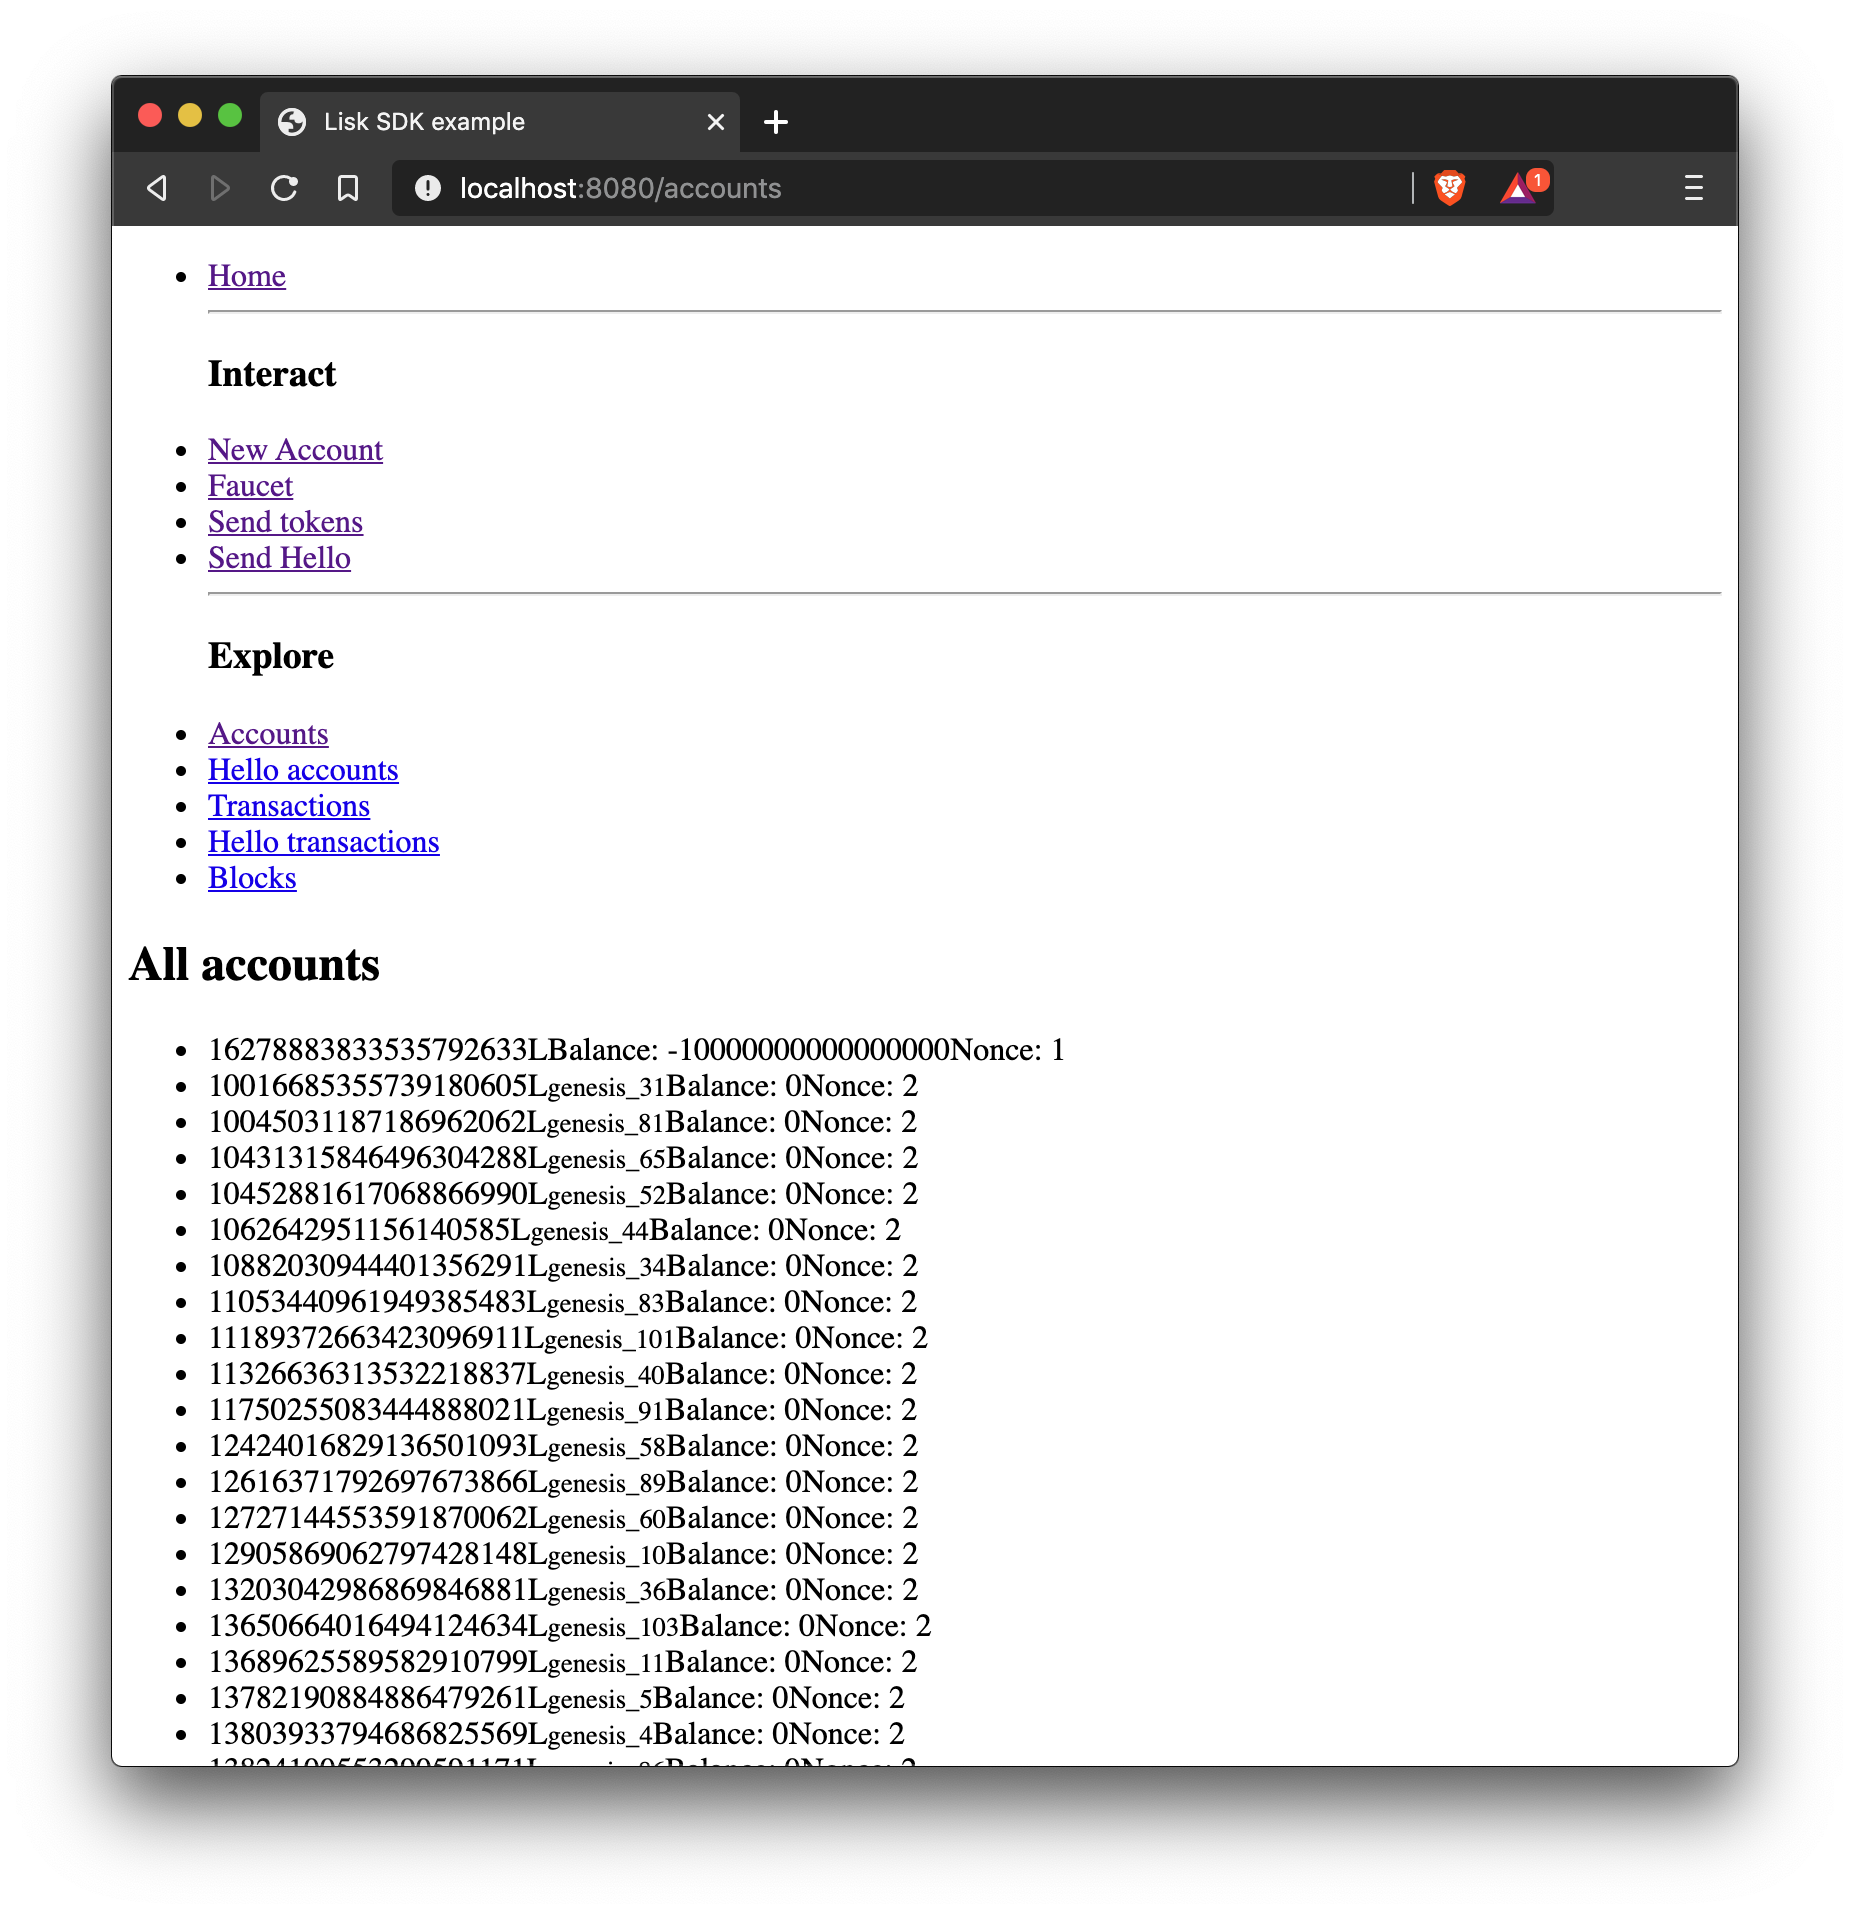 Lisk SDK example
localhost:8080/accounts
1
Home
Interact
New Account
Faucet
Send tokens
Send Hello
Explore
Accounts
Hello accounts
Transactions
Hello transactions
Blocks
All accounts
16278883833535792633LBalance: -10000000000000000Nonce: 1
10016685355739180605Lgenesis_31Balance: 0Nonce: 2
10045031187186962062Lgenesis_81Balance: 0Nonce: 2
10431315846496304288Lgenesis_65Balance: 0Nonce: 2
10452881617068866990Lgenesis_52Balance: 0Nonce: 2
1062642951156140585Lgenesis_44Balance: 0Nonce: 2
10882030944401356291Lgenesis_34Balance: 0Nonce: 2
11053440961949385483Lgenesis_83Balance: 0Nonce: 2
11189372663423096911Lgenesis_101Balance: 0Nonce: 2
11326636313532218837Lgenesis_40Balance: 0Nonce: 2
11750255083444888021Lgenesis_91Balance: 0Nonce: 2
12424016829136501093Lgenesis_58Balance: 0Nonce: 2
12616371792697673866Lgenesis_89Balance: 0Nonce: 2
12727144553591870062Lgenesis_60Balance: 0Nonce: 2
12905869062797428148Lgenesis_10Balance: 0Nonce: 2
13203042986869846881Lgenesis_36Balance: 0Nonce: 2
13650664016494124634Lgenesis_103Balance: 0Nonce: 2
13689625589582910799Lgenesis_11Balance: 0Nonce: 2
13782190884886479261Lgenesis_5Balance: 0Nonce: 2
13803933794686825569Lgenesis_4Balance: 0Nonce: 2